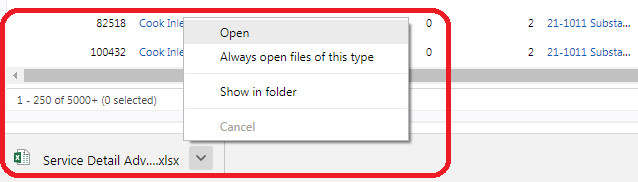 82518 Cook Inle 0 2 21-1011 Substa...
Open
100432 Cook Inle 0 2 21-1011 Substa...
Always open files of this type
1 - 250 of 5000+ (0 selected)
Show in folder
Cancel
Service Detail Adv....xlsx